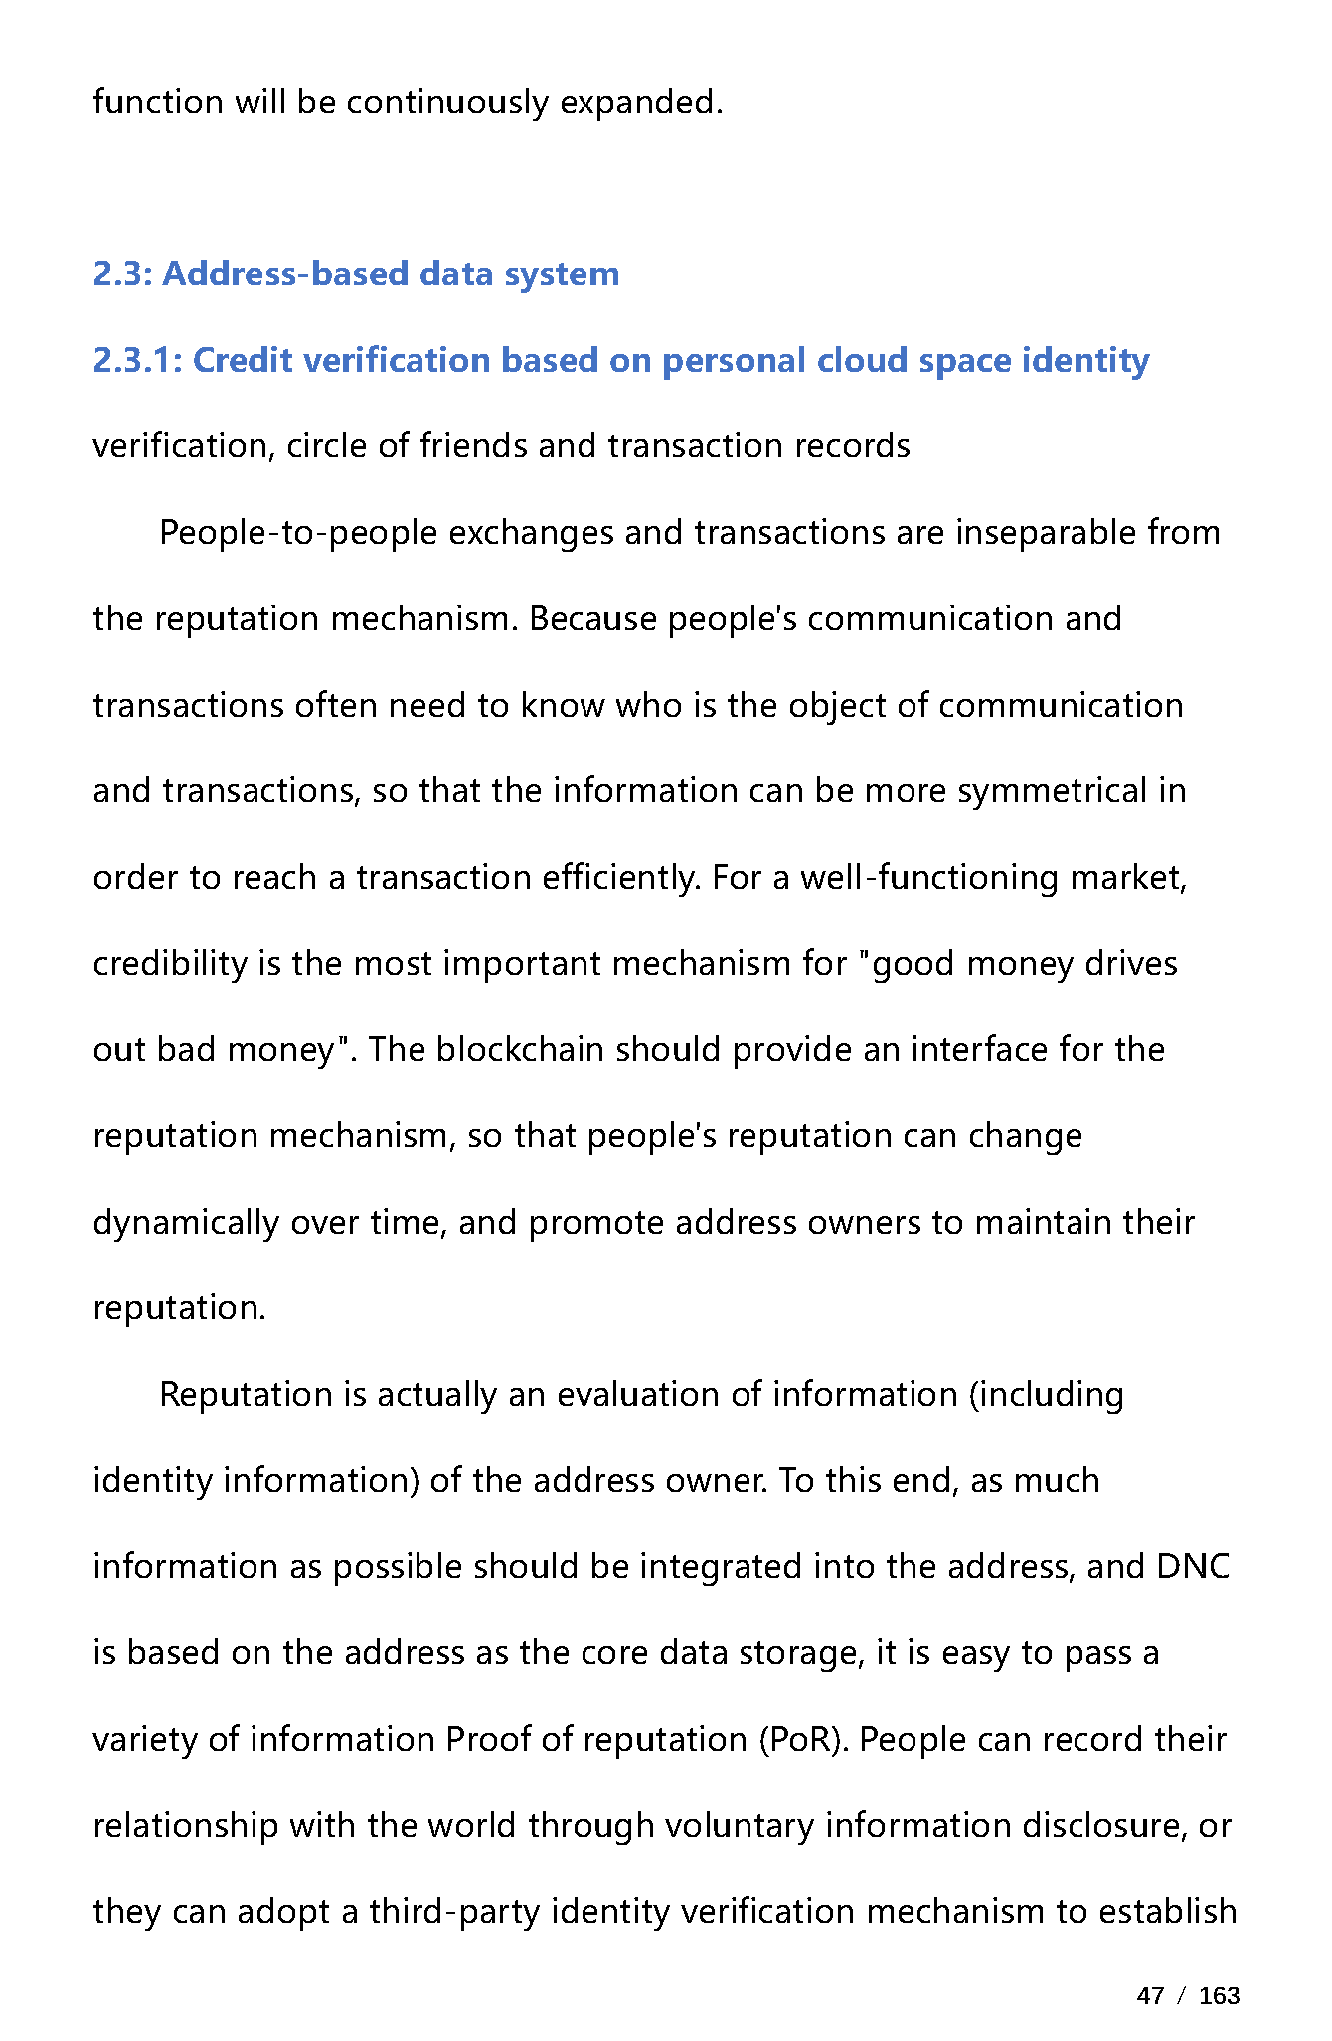 function will be continuously expanded.
2.3: Address-based data system
2.3.1: Credit verification based on personal cloud space identity
verification, circle of friends and transaction records
People-to-people exchanges and transactions are inseparable from
the reputation mechanism. Because people's communication and
transactions often need to know who is the object of communication
and transactions, so that the information can be more symmetrical in
order to reach a transaction efficiently. For a well-functioning market,
credibility is the most important mechanism for "good money drives
out bad money". The blockchain should provide an interface for the
reputation mechanism, so that people's reputation can change
dynamically over time, and promote address owners to maintain their
reputation.
Reputation is actually an evaluation of information (including
identity information) of the address owner. To this end, as much
information as possible should be integrated into the address, and DNC
is based on the address as the core data storage, it is easy to pass a
variety of information Proof of reputation (PoR). People can record their
relationship with the world through voluntary information disclosure, or
they can adopt a third-party identity verification mechanism to establish
47 / 163